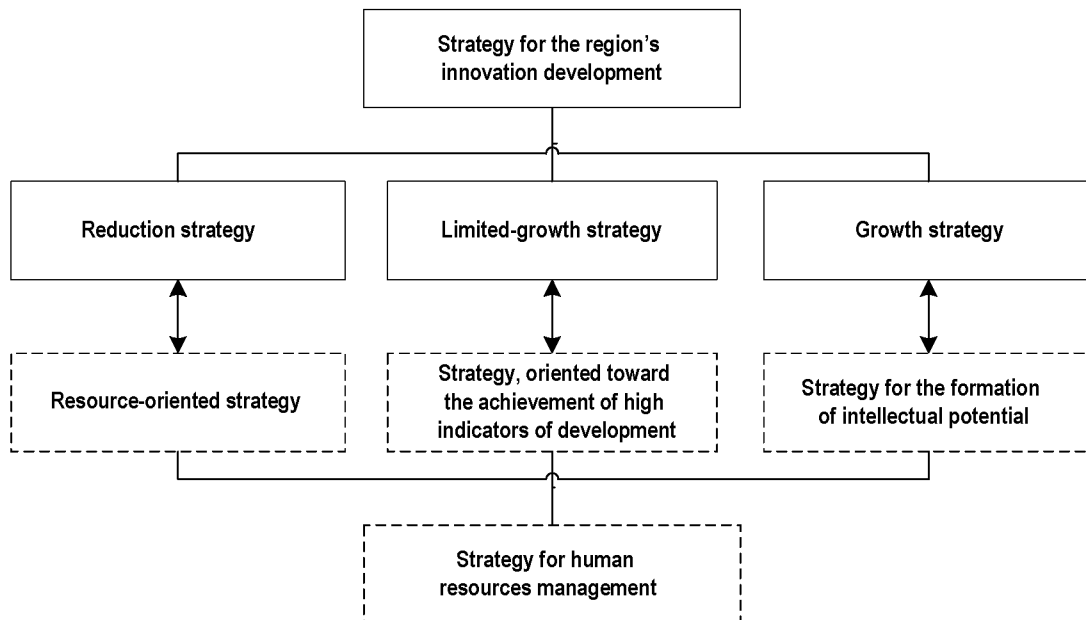 Strategy for the region’s
innovation development
Reduction strategy
Limited-growth strategy
Growth strategy
Resource-oriented strategy
Strategy, oriented toward
the achievement of high
indicators of development
Strategy for the formation
of intellectual potential
Strategy for human
resources management